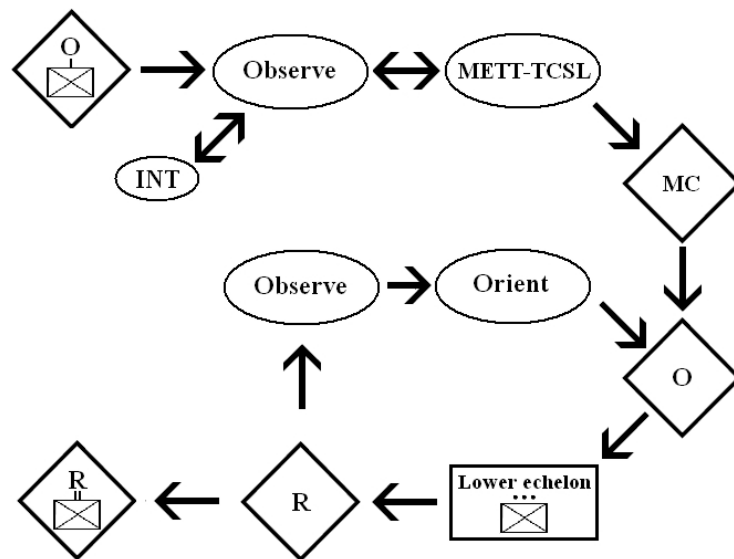 O
Observe
METT-TCSL
INT
MC
Observe
Orient
O
Lower echelon
R
R